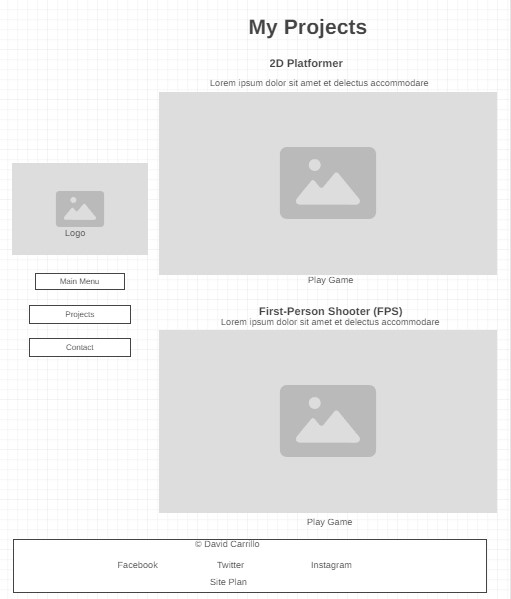 My Projects
2D Platformer
Lorem ipsum dolor sit amet et delectus accommodare
Play Game
Logo
Main Menu
Projects
Contact
First-Person Shooter (FPS)
Lorem ipsum dolor sit amet et delectus accommodare
Play Game
© David Carrillo
Facebook Twitter Instagram
Site Plan